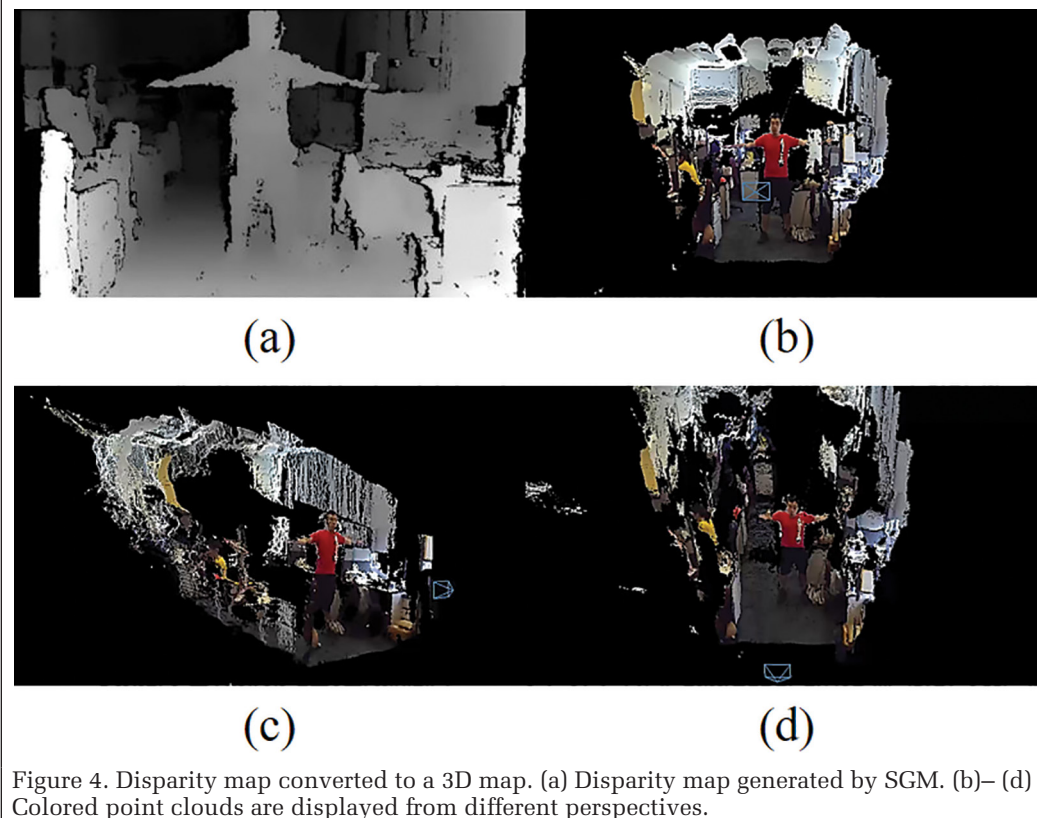 (a)
(b)
(c)
(d)
Figure 4. Disparity map converted to a 3D map. (a) Disparity map generated by SGM. (b)– (d)
Colored point clouds are displayed from different perspectives.